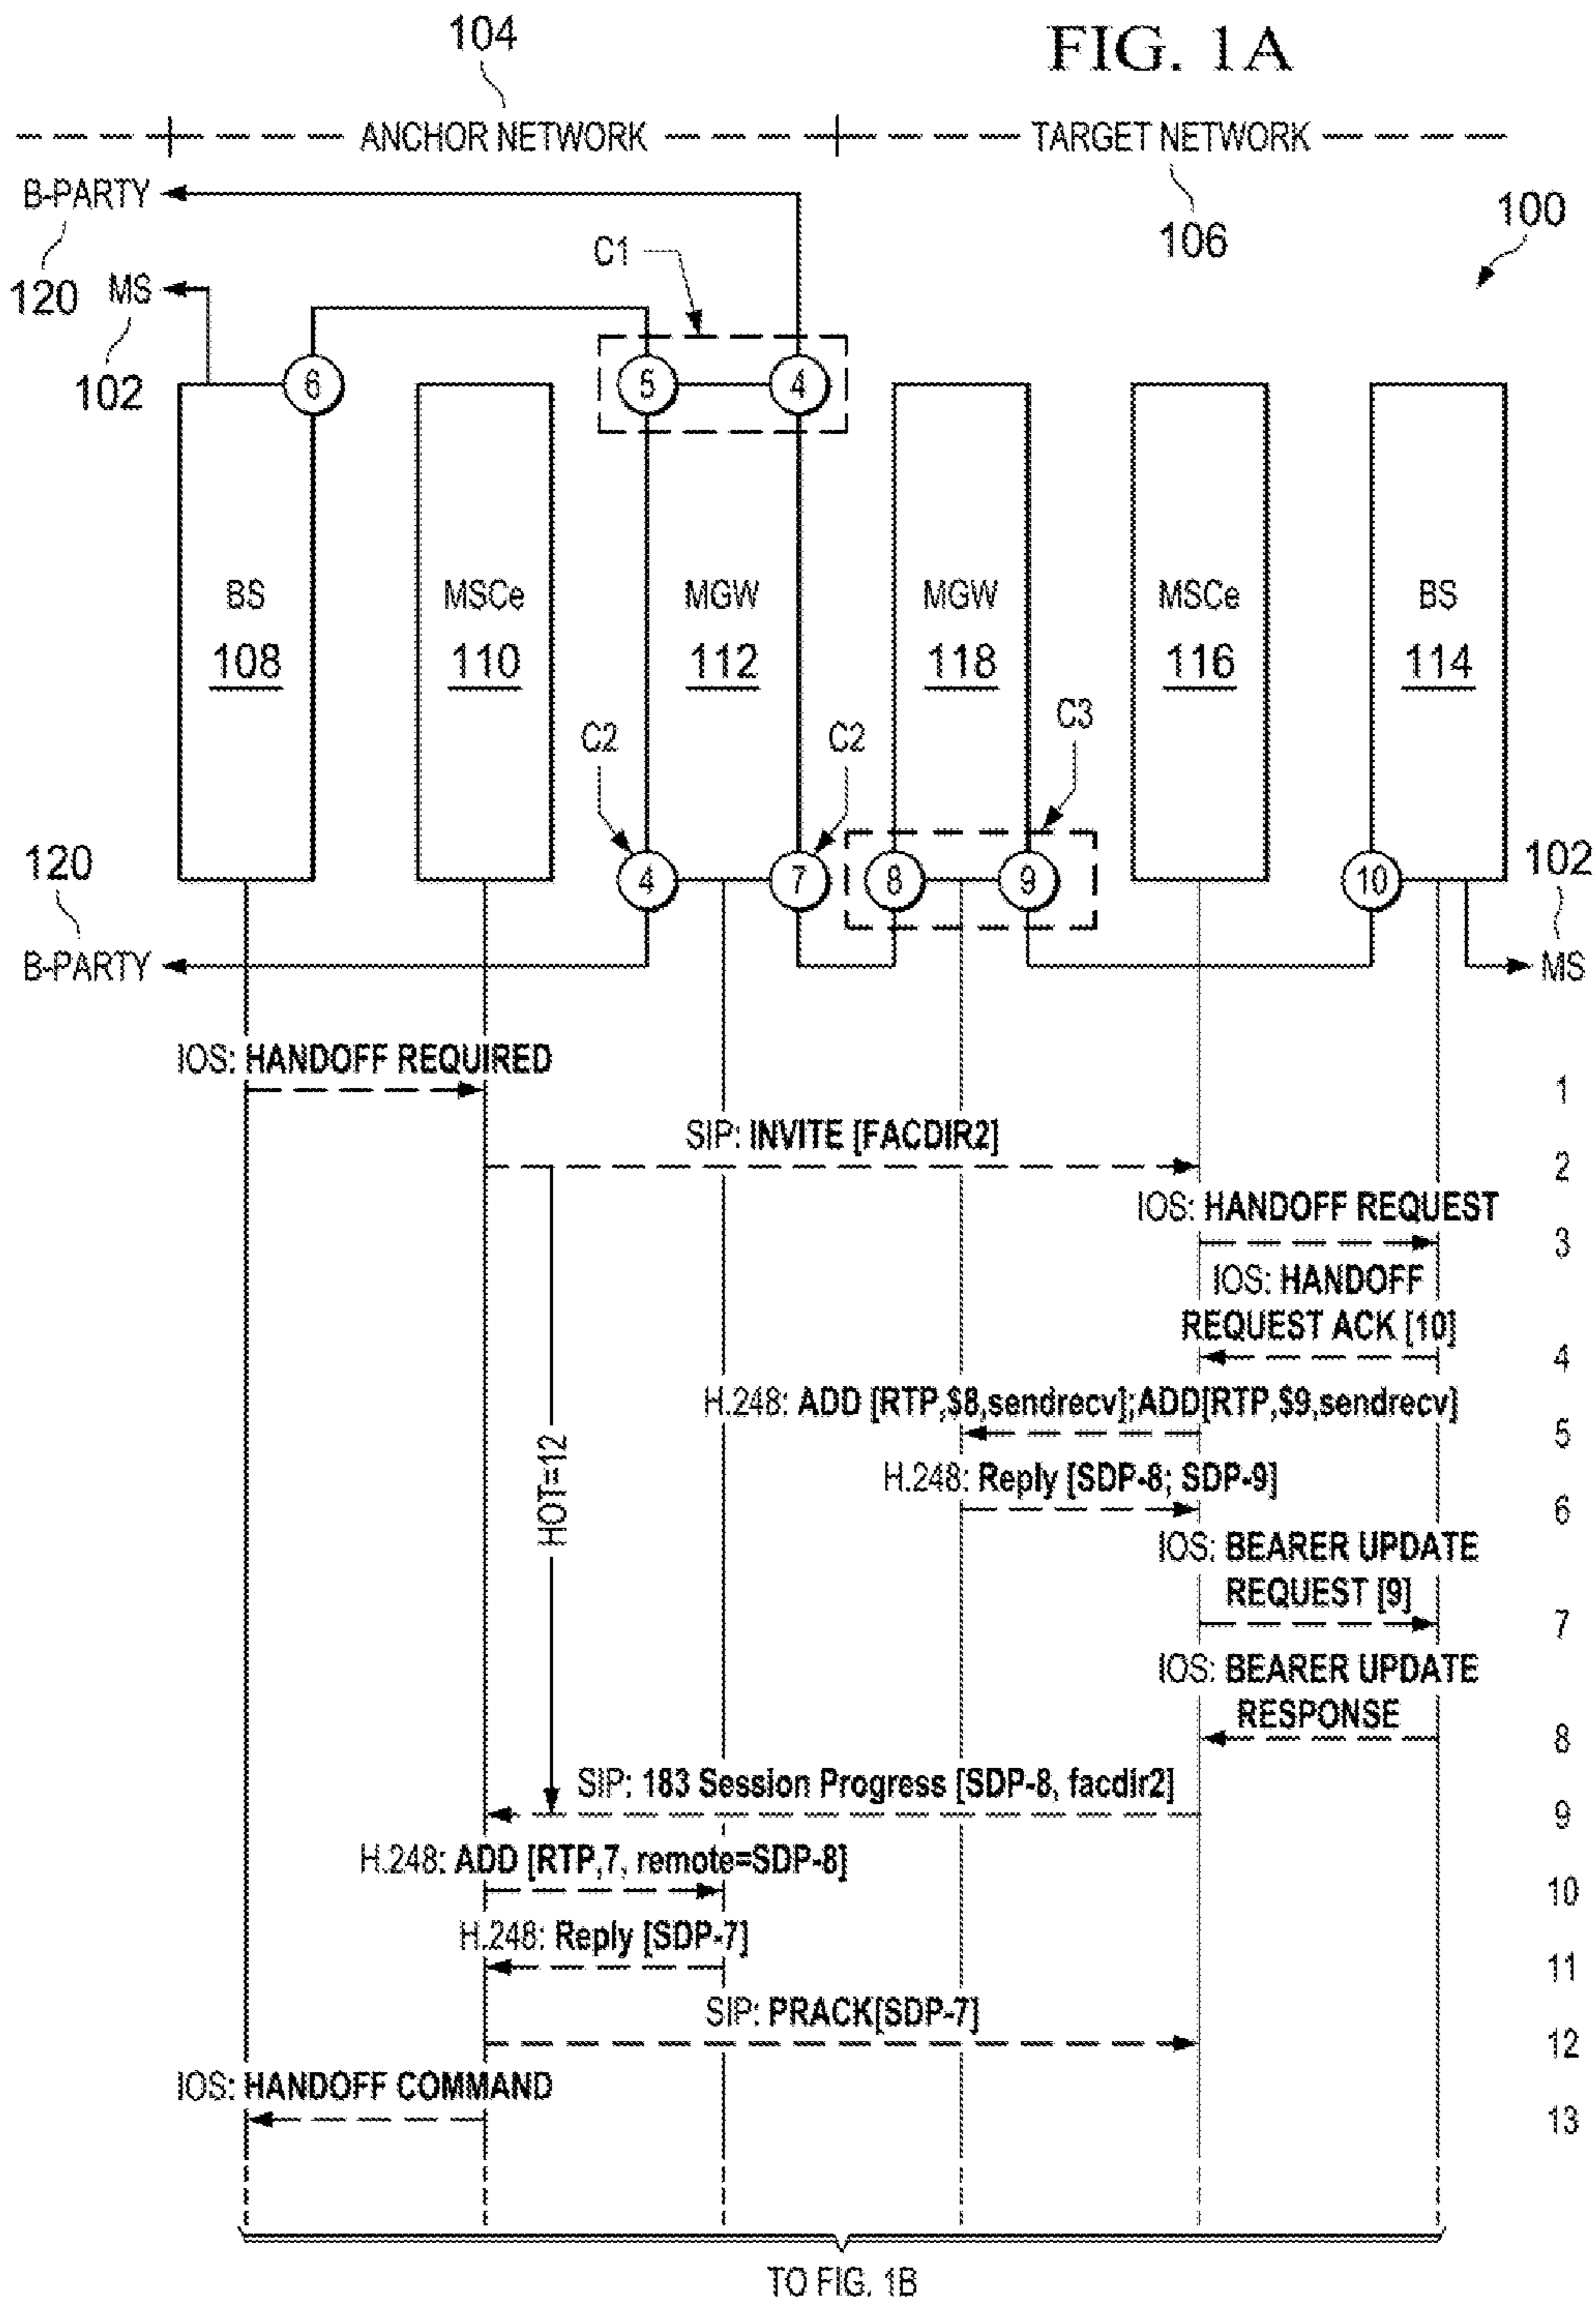 FIG. 1A
104
ANCHOR NETWORK
TARGET NETWORK
106
100
B-PARTY
120
MS
102
C1
6
5
4
BS
108
MSCe
110
MGW
112
MGW
118
MSCe
116
BS
114
C2
C2
C3
4
7
8
9
10
120
B-PARTY
102
MS
IOS: HANDOFF REQUIRED
1
SIP: INVITE [FACDIR2]
2
IOS: HANDOFF REQUEST
3
IOS: HANDOFF
REQUEST ACK [10]
4
H.248: ADD [RTP,$8,sendrecv];ADD[RTP,$9,sendrecv]
5
HOT=12
H.248: Reply [SDP-8; SDP-9]
6
IOS: BEARER UPDATE
REQUEST [9]
7
IOS: BEARER UPDATE
RESPONSE
8
SIP: 183 Session Progress [SDP-8, facdir2]
9
H.248: ADD [RTP,7, remote=SDP-8]
10
H.248: Reply [SDP-7]
11
SIP: PRACK[SDP-7]
12
IOS: HANDOFF COMMAND
13
TO FIG. 1B